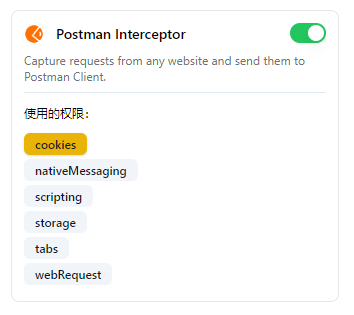 Postman Interceptor
Capture requests from any website and send them to
Postman Client.
使用的权限：
cookies
nativeMessaging
scripting
storage
tabs
webRequest